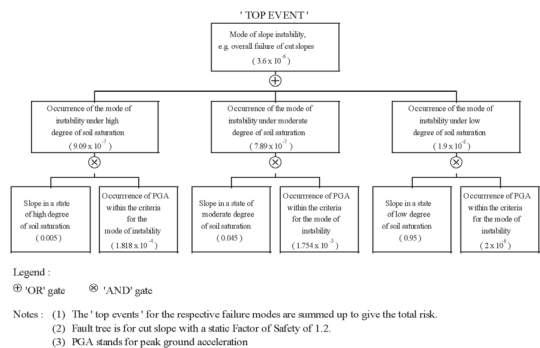 ' TOP EVENT '
Mode of slope instability,
e.g. overall failure of cut slopes
( 3.6 x 10⁻⁶ )
⊕
Occurrence of the mode of
instability under high
degree of soil saturation
( 9.09 x 10⁻⁷ )
⊗
Occurrence of the mode of
instability under moderate
degree of soil saturation
( 7.89 x 10⁻⁷ )
⊗
Occurrence of the mode of
instability under low
degree of soil saturation
( 1.9 x 10⁻⁶ )
⊗
Slope in a state
of high degree
of soil saturation
( 0.005 )
Occurrence of PGA
within the criteria
for the
mode of instability
( 1.818 x 10⁻⁴ )
Slope in a state of
moderate degree
of soil saturation
( 0.045 )
Occurrence of PGA
within the criteria
for the mode of
instability
( 1.754 x 10⁻⁵ )
Slope in a state
of low degree
of soil saturation
( 0.95 )
Occurrence of PGA
within the criteria
for the mode of
instability
( 2 x 10⁶ )
Legend :
⊕ 'OR' gate ⊗ 'AND' gate
Notes : (1) The ' top events ' for the respective failure modes are summed up to give the total risk.
(2) Fault tree is for cut slope with a static Factor of Safety of 1.2.
(3) PGA stands for peak ground acceleration